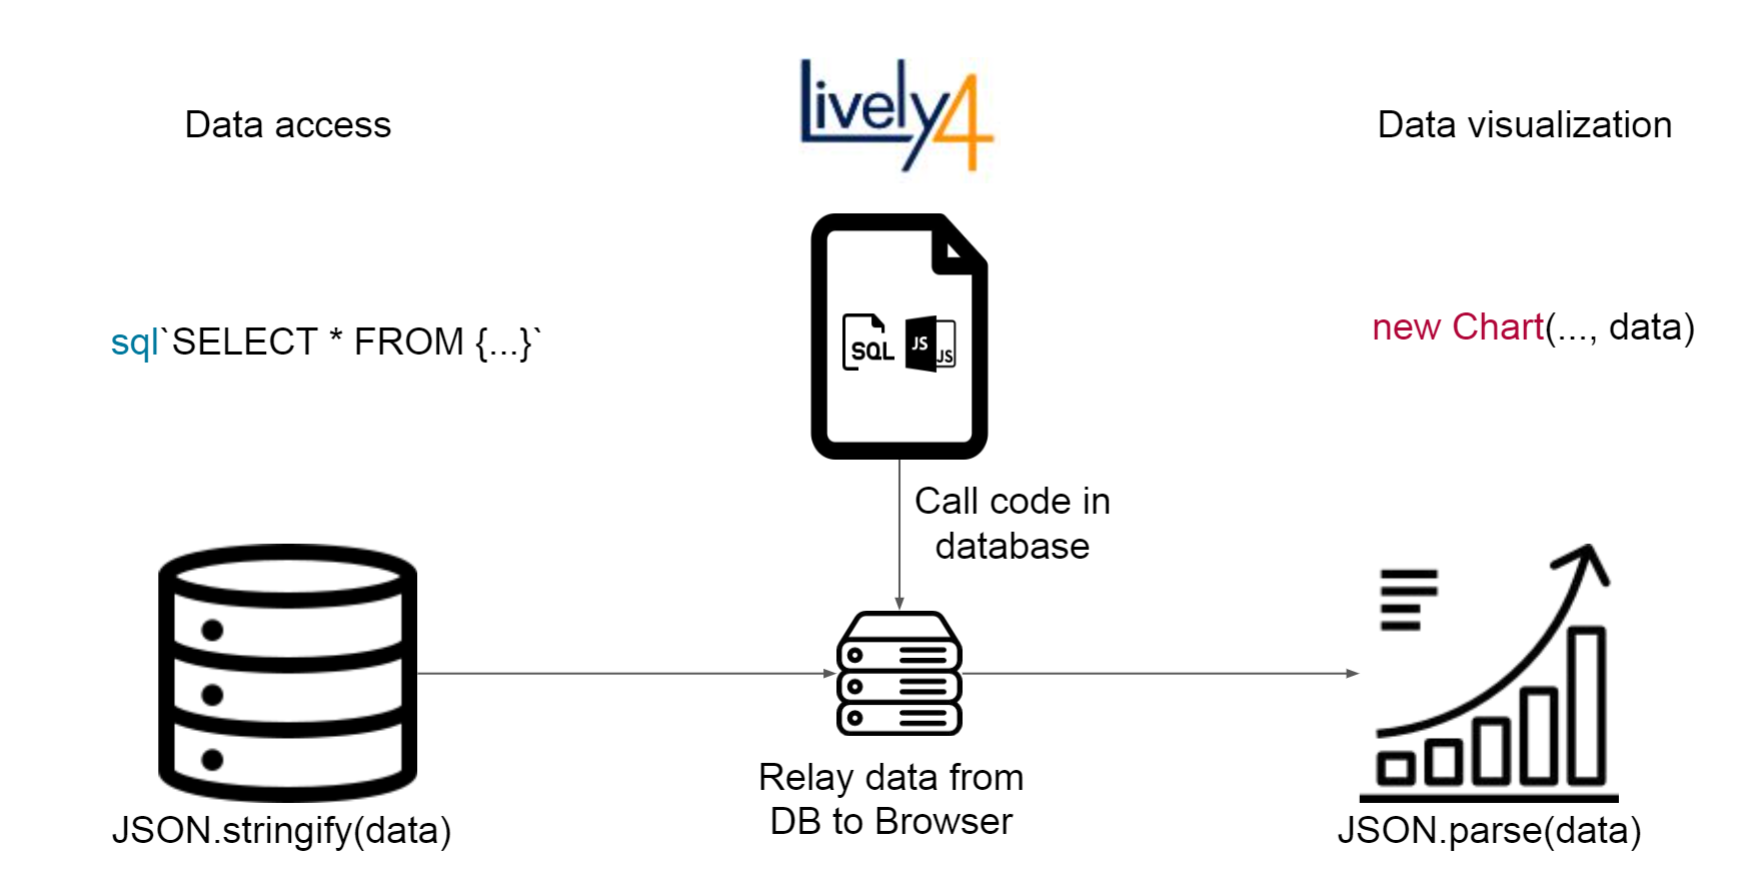 Data access
Lively4
Data visualization
sql`SELECT * FROM {...}`
SQL
JS
JS
new Chart(..., data)
Call code in
database
Relay data from
DB to Browser
JSON.stringify(data)
JSON.parse(data)